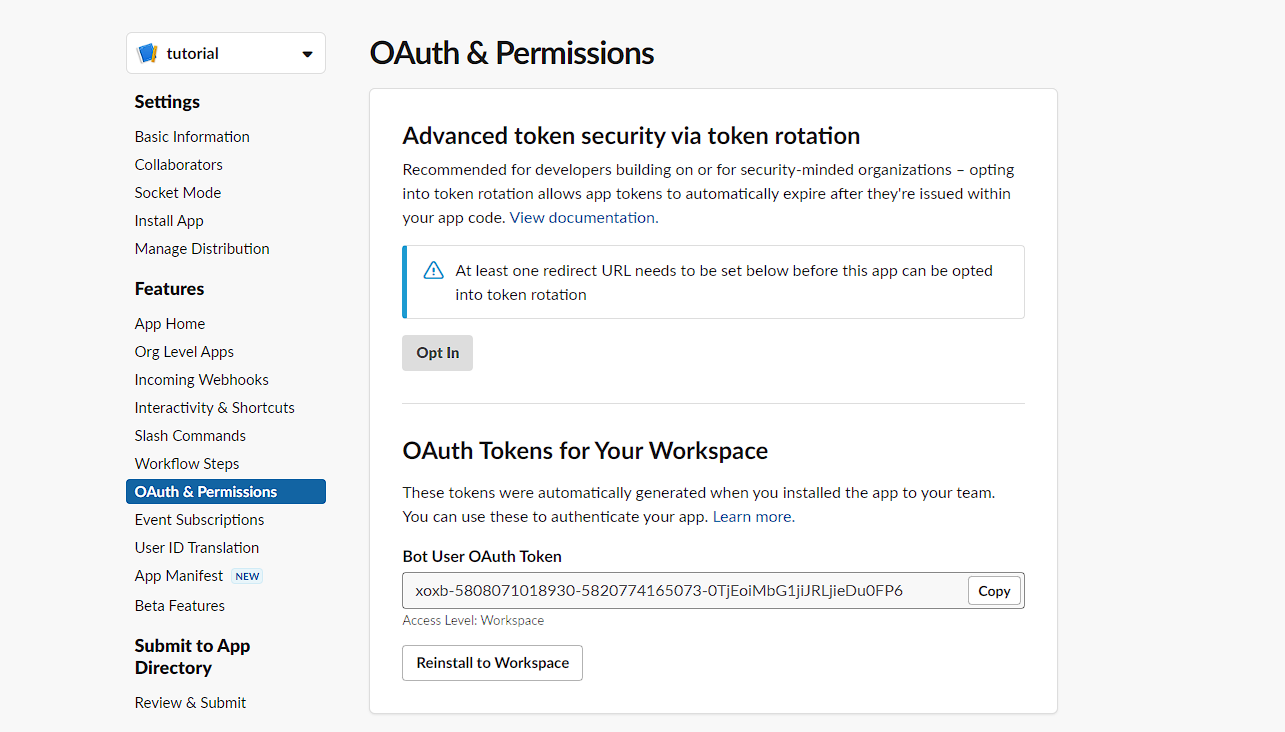 tutorial
Settings
Basic Information
Collaborators
Socket Mode
Install App
Manage Distribution
Features
App Home
Org Level Apps
Incoming Webhooks
Interactivity & Shortcuts
Slash Commands
Workflow Steps
OAuth & Permissions
Event Subscriptions
User ID Translation
App Manifest NEW
Beta Features
Submit to App
Directory
Review & Submit
OAuth & Permissions
Advanced token security via token rotation
Recommended for developers building on or for security-minded organizations – opting
into token rotation allows app tokens to automatically expire after they're issued within
your app code. View documentation.
At least one redirect URL needs to be set below before this app can be opted
into token rotation
Opt In
OAuth Tokens for Your Workspace
These tokens were automatically generated when you installed the app to your team.
You can use these to authenticate your app. Learn more.
Bot User OAuth Token
xoxb-5808071018930-5820774165073-0TjEoiMbG1jiJRLjieDu0FP6 Copy
Access Level: Workspace
Reinstall to Workspace